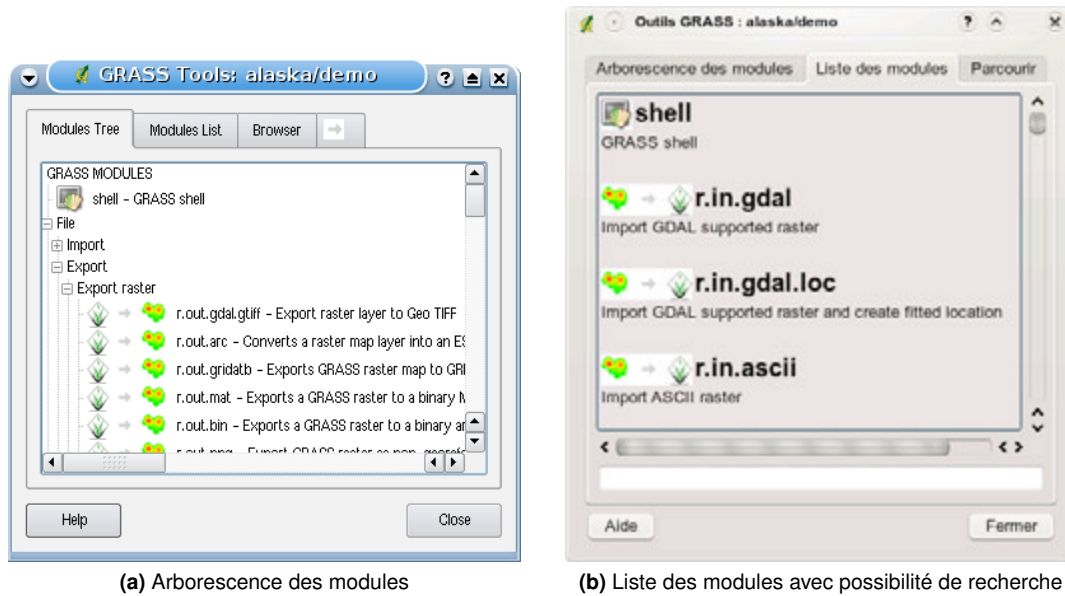 GRASS Tools: alaska/demo
Modules Tree
Modules List
Browser
GRASS MODULES
shell - GRASS shell
File
Import
Export
Export raster
r.out.gdal.gtiff - Export raster layer to Geo TIFF
r.out.arc - Converts a raster map layer into an
r.out.gridatb - Exports GRASS raster map to
r.out.mat - Exports a GRASS raster to a binary
r.out.bin - Exports a GRASS raster to a binary
Help
Close
(a) Arborescence des modules
Outils GRASS : alaska/demo
Arborescence des modules
Liste des modules
Parcourir
shell
GRASS shell
r.in.gdal
Import GDAL supported raster
r.in.gdal.loc
Import GDAL supported raster and create fitted location
r.in.ascii
Import ASCII raster
Aide
Fermer
(b) Liste des modules avec possibilité de recherche